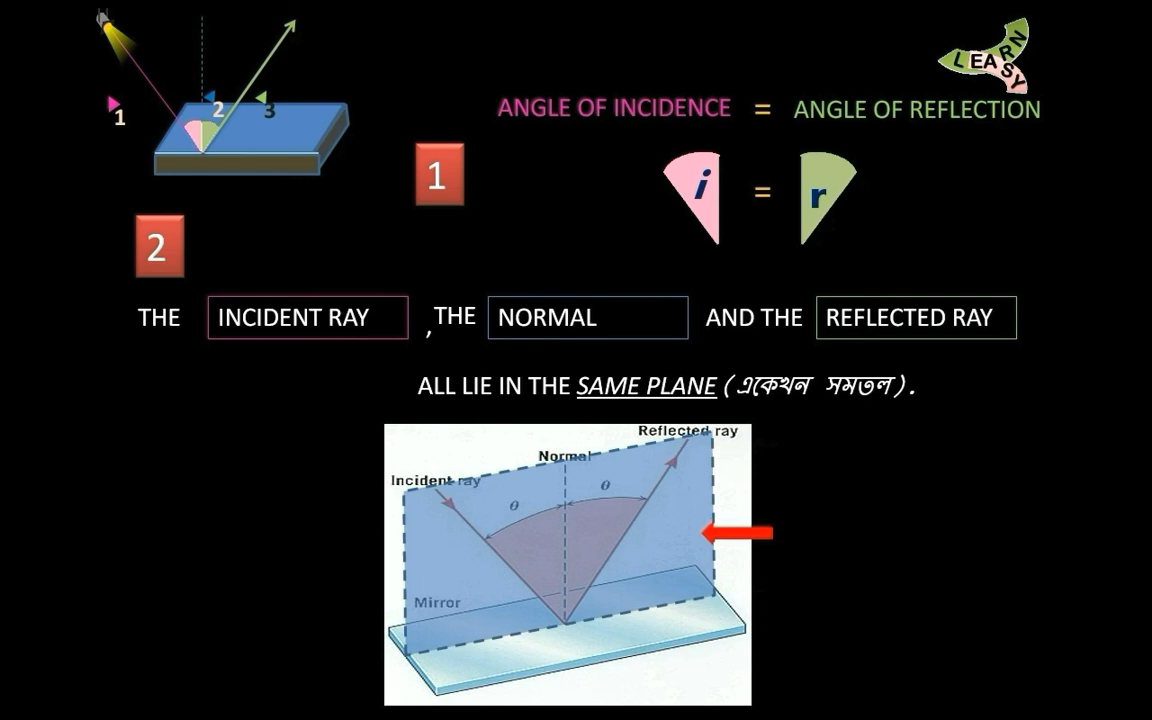 LEARN
EASY
1
2
3
ANGLE OF INCIDENCE = ANGLE OF REFLECTION
1
i = r
2
THE INCIDENT RAY , THE NORMAL AND THE REFLECTED RAY
ALL LIE IN THE SAME PLANE ( একেখন সমতল ) .
Reflected ray
Normal
Incident ray
θ
θ
Mirror